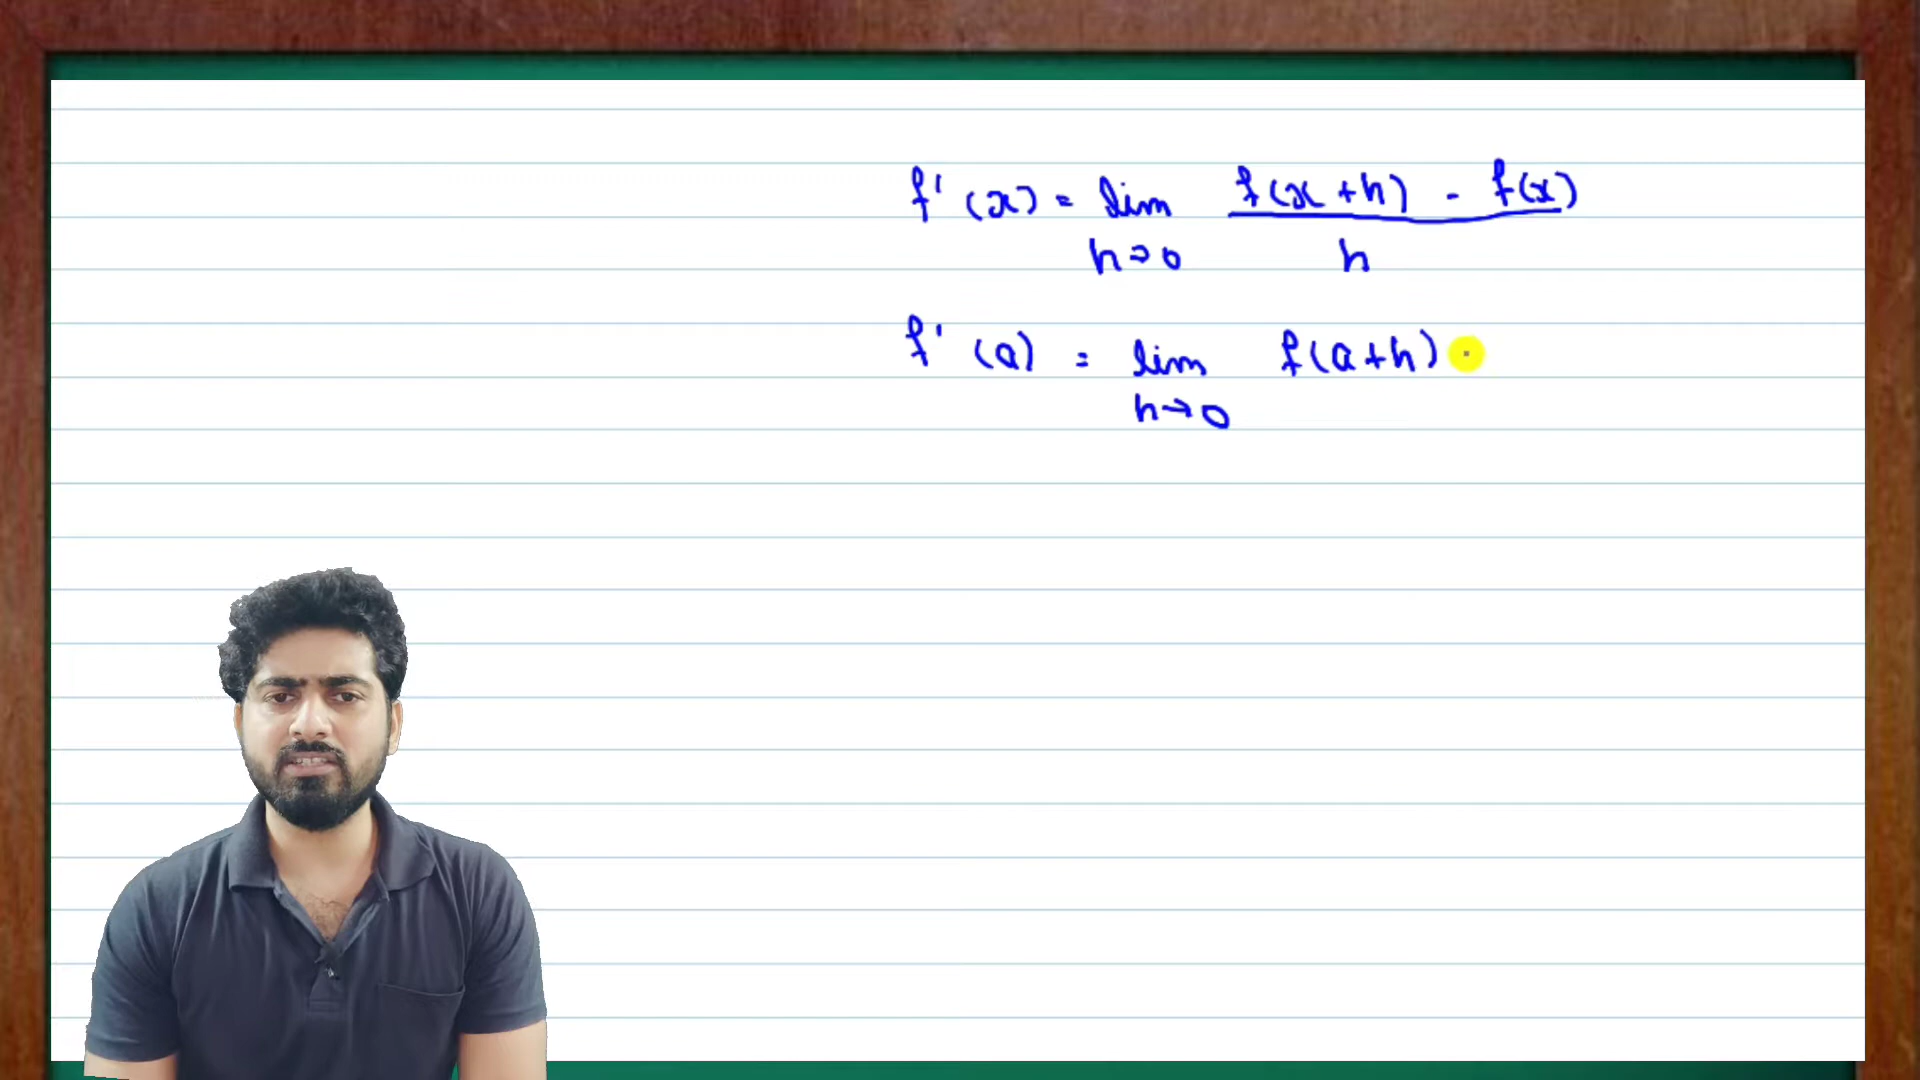 f'(x) = lim f(x+h) - f(x)
h→0 h
f'(a) = lim f(a+h)
h→0